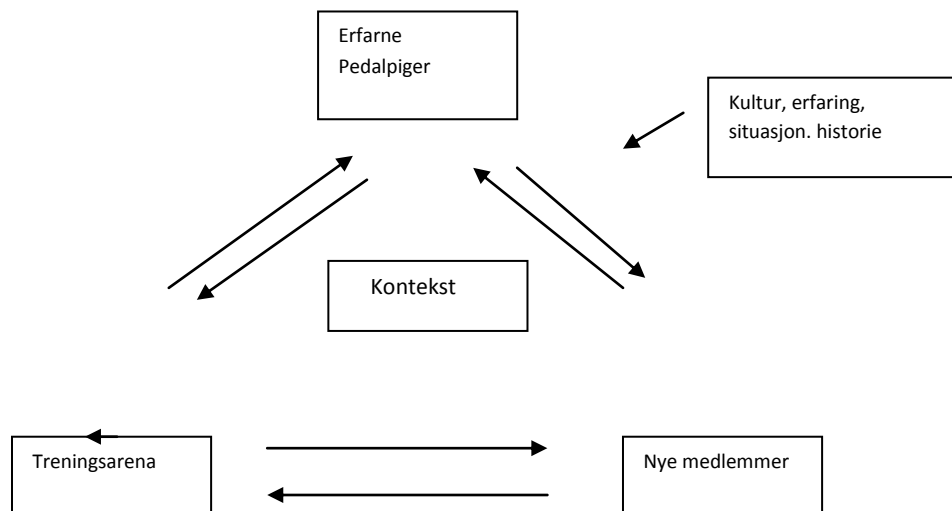 Erfarne
Pedalpiger
Kultur, erfaring,
situasjon. historie
Kontekst
Treningsarena
Nye medlemmer